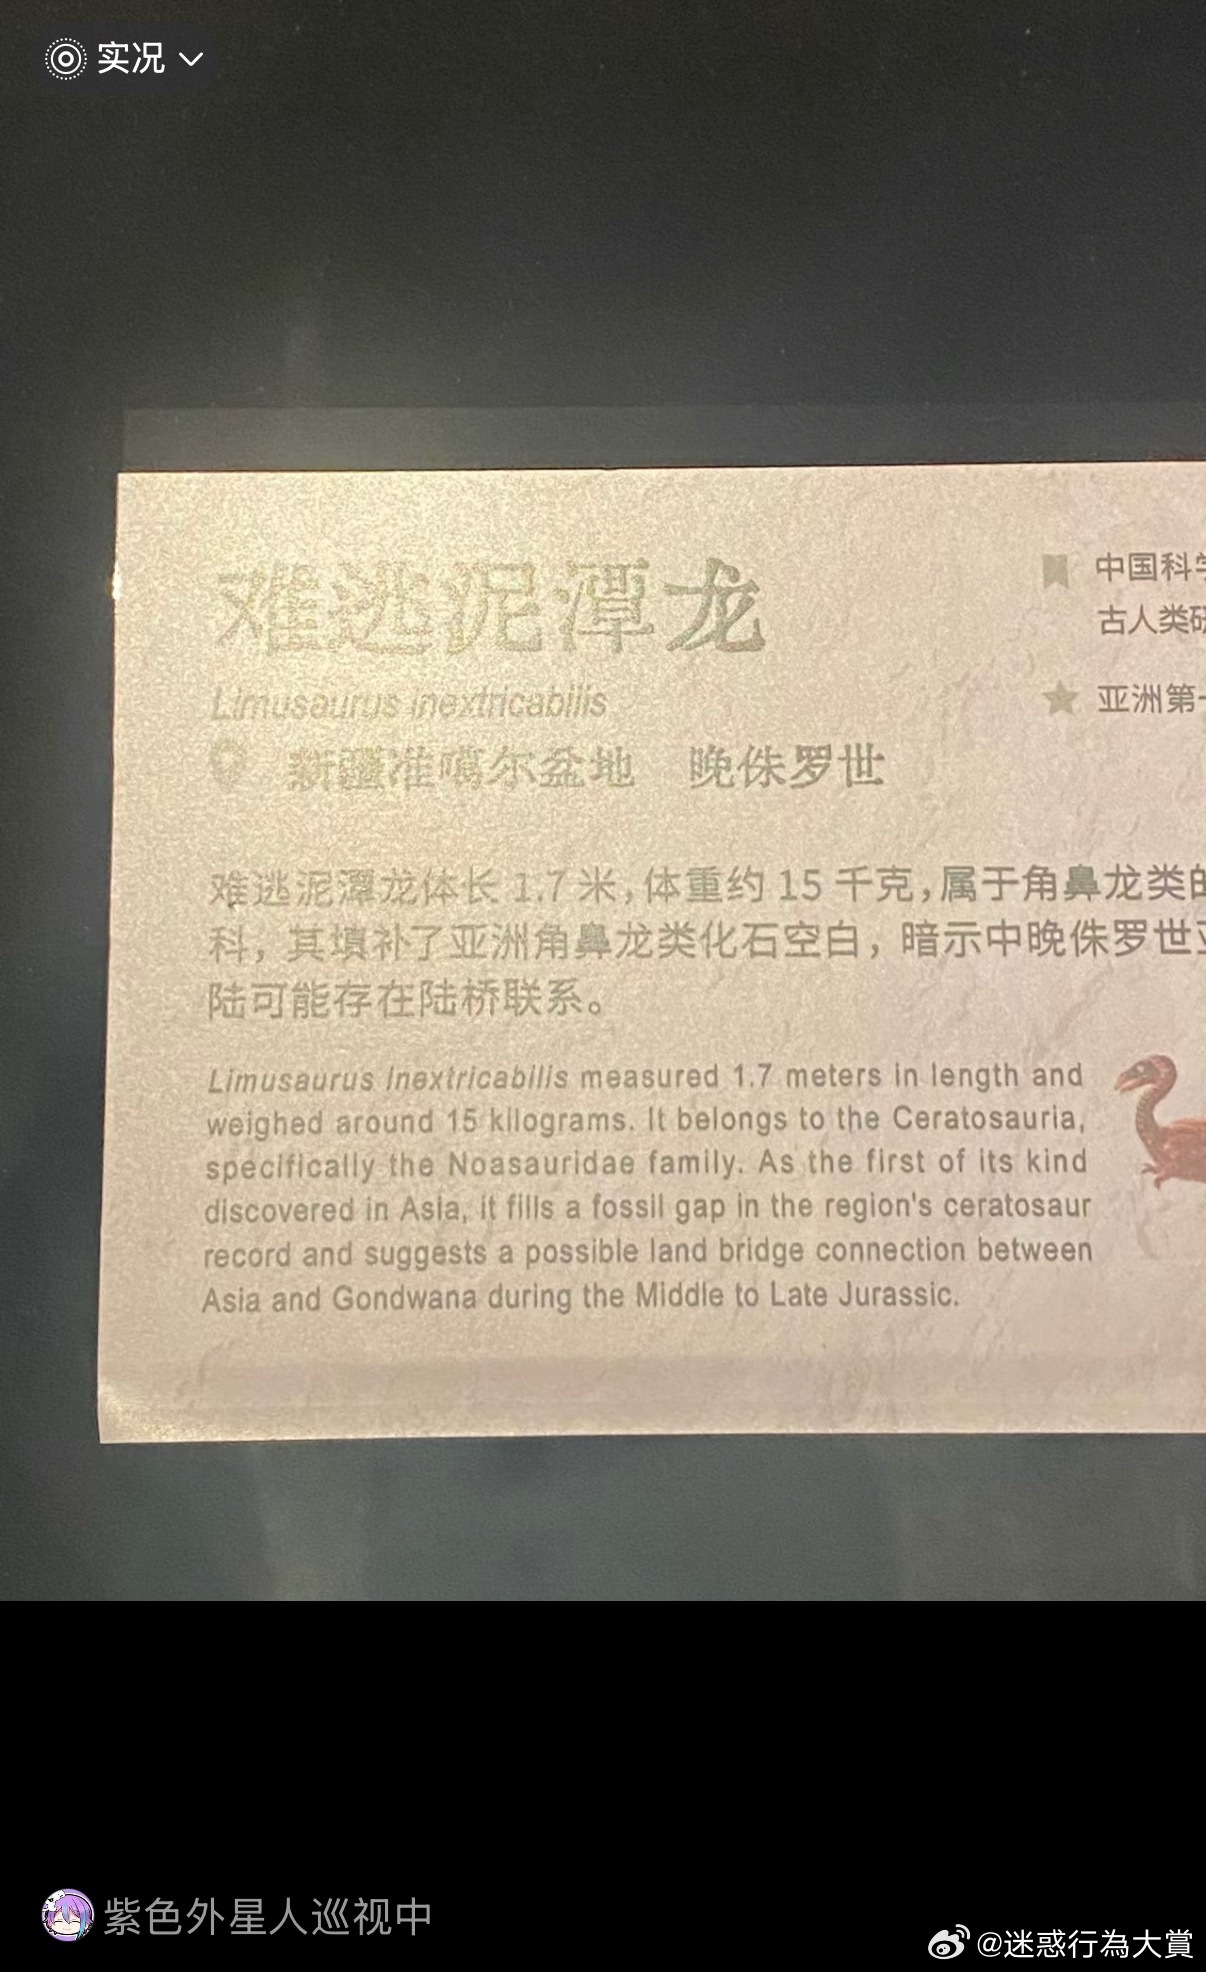 实况
难逃泥潭龙
Limusaurus inextricabilis
新疆准噶尔盆地 晚侏罗世
中国科学
古人类研
亚洲第一
难逃泥潭龙体长 1.7 米,体重约 15 千克,属于角鼻龙类的
科，其填补了亚洲角鼻龙类化石空白，暗示中晚侏罗世亚
陆可能存在陆桥联系。
Limusaurus inextricabilis measured 1.7 meters in length and
weighed around 15 kilograms. It belongs to the Ceratosauria,
specifically the Noasauridae family. As the first of its kind
discovered in Asia, it fills a fossil gap in the region's ceratosaur
record and suggests a possible land bridge connection between
Asia and Gondwana during the Middle to Late Jurassic.
紫色外星人巡视中
@迷惑行為大賞